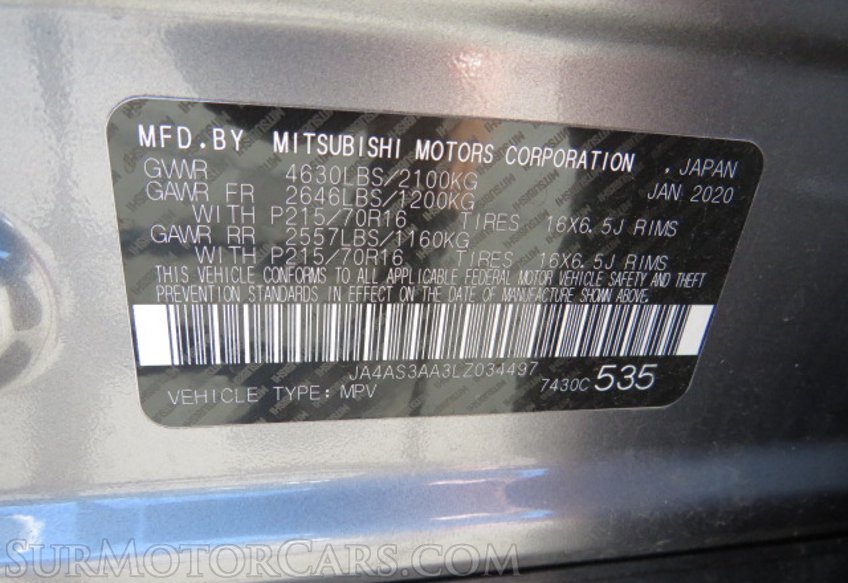 MFD.BY MITSUBISHI MOTORS CORPORATION , JAPAN
GVWR 4630LBS/2100KG JAN 2020
GAWR FR 2646LBS/1200KG
WITH P215/70R16 TIRES 16X6.5J RIMS
GAWR RR 2557LBS/1160KG
WITH P215/70R16 TIRES 16X6.5J RIMS
THIS VEHICLE CONFORMS TO ALL APPLICABLE FEDERAL MOTOR VEHICLE SAFETY AND THEFT
PREVENTION STANDARDS IN EFFECT ON THE DATE OF MANUFACTURE SHOWN ABOVE.
JA4AS3AA3LZ034497
VEHICLE TYPE: MPV 7430C 535
SURMOTORCARS.COM